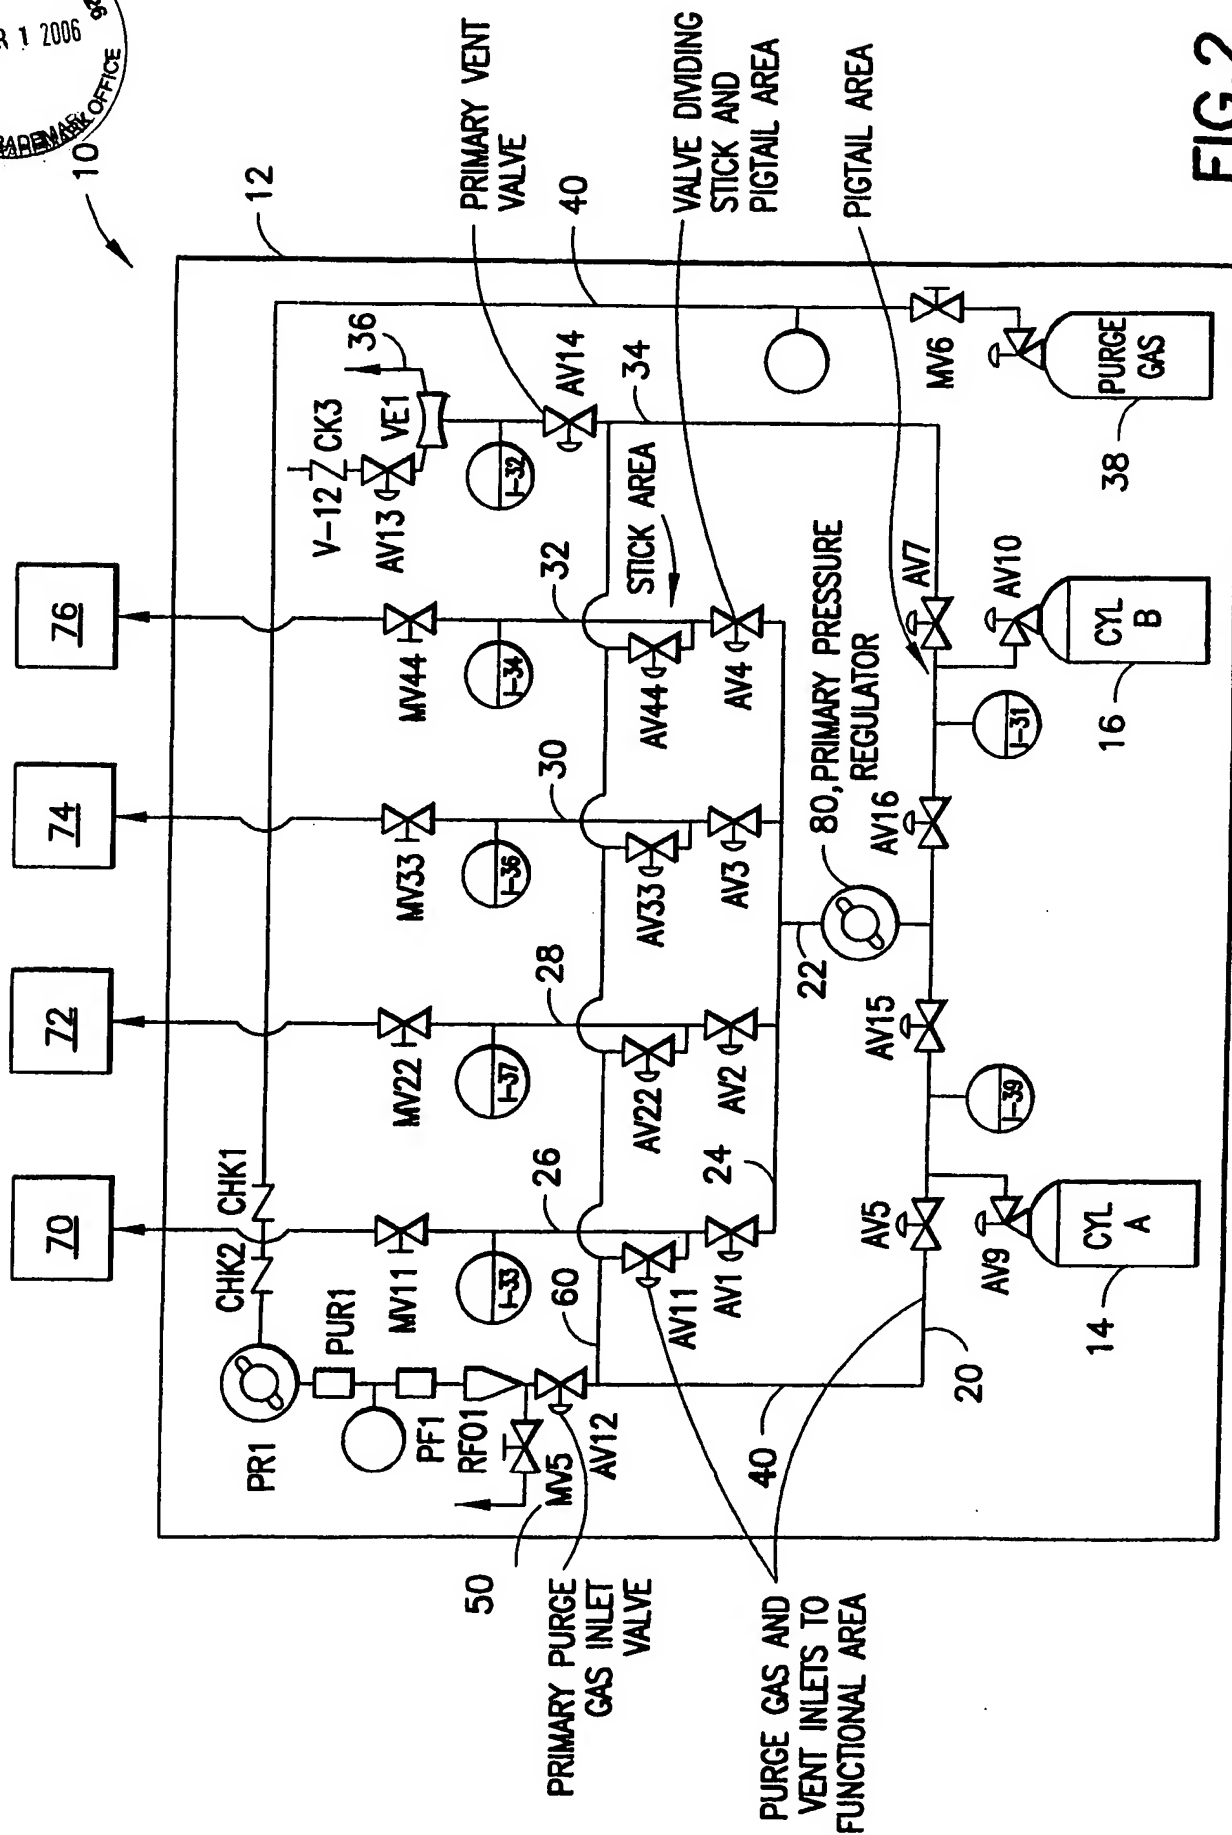 R 1 2006
OFFICE
10
12
70
72
74
76
CHK2
CHK1
PR1
PUR1
PF1
RFO1
MV5
50
AV12
PRIMARY PURGE
GAS INLET
VALVE
MV11
MV22
MV33
MV44
I-33
I-37
I-36
I-34
I-32
V-12
CK3
AV13
VE1
36
AV14
PRIMARY VENT
VALVE
40
26
28
30
32
34
60
STICK AREA
AV11
AV22
AV33
AV44
AV1
AV2
AV3
AV4
VALVE DIVIDING
STICK AND
PIGTAIL AREA
24
22
80, PRIMARY PRESSURE
REGULATOR
PIGTAIL AREA
40
PURGE GAS AND
VENT INLETS TO
FUNCTIONAL AREA
20
AV5
AV15
AV16
AV7
I-39
I-31
AV9
AV10
MV6
CYL
A
14
CYL
B
16
PURGE
GAS
38
FIG.2